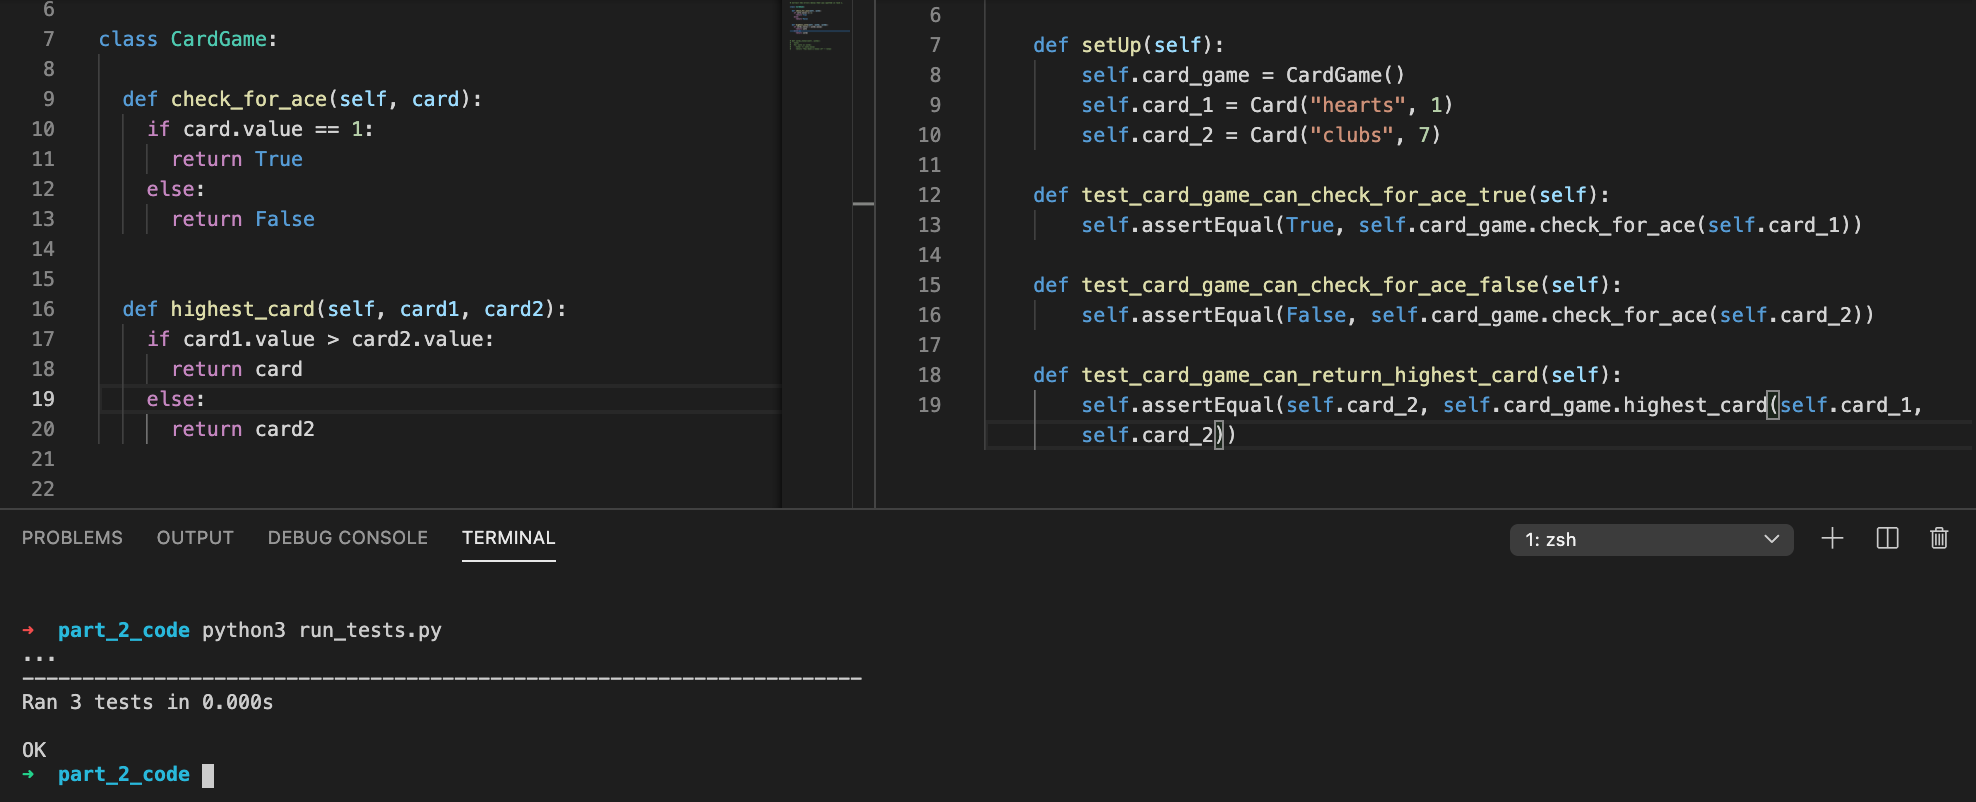 6
7 class CardGame:
8
9 def check_for_ace(self, card):
10 if card.value == 1:
11 return True
12 else:
13 return False
14
15
16 def highest_card(self, card1, card2):
17 if card1.value > card2.value:
18 return card
19 else:
20 return card2
21
22
6
7 def setUp(self):
8 self.card_game = CardGame()
9 self.card_1 = Card("hearts", 1)
10 self.card_2 = Card("clubs", 7)
11
12 def test_card_game_can_check_for_ace_true(self):
13 self.assertEqual(True, self.card_game.check_for_ace(self.card_1))
14
15 def test_card_game_can_check_for_ace_false(self):
16 self.assertEqual(False, self.card_game.check_for_ace(self.card_2))
17
18 def test_card_game_can_return_highest_card(self):
19 self.assertEqual(self.card_2, self.card_game.highest_card(self.card_1,
self.card_2))
PROBLEMS OUTPUT DEBUG CONSOLE TERMINAL 1: zsh
➜ part_2_code python3 run_tests.py
...
----------------------------------------------------------------------
Ran 3 tests in 0.000s
OK
➜ part_2_code